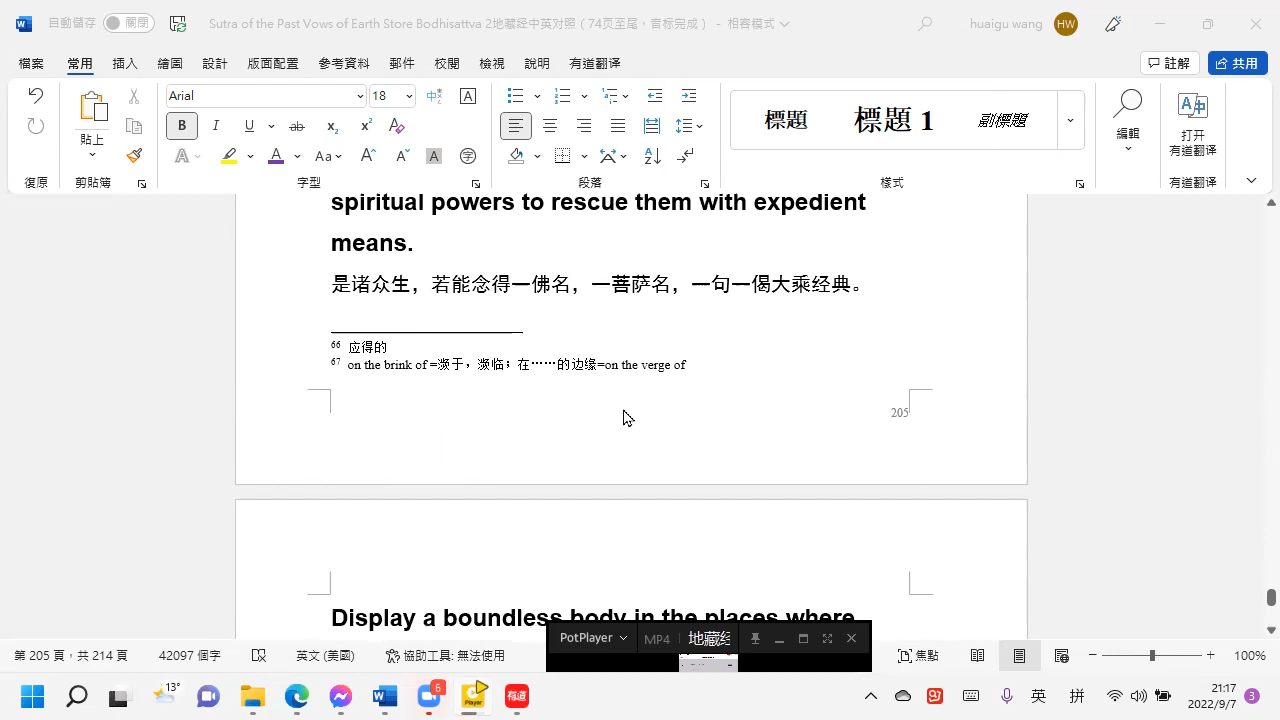 自動儲存 關閉 Sutra of the Past Vows of Earth Store Bodhisattva 2地藏经中英对照（74页至尾，音标完成） - 相容模式 huaigu wang HW
檔案 常用 插入 繪圖 設計 版面配置 參考資料 郵件 校閱 檢視 說明 有道翻译 註解 共用
Arial 18 標題 標題 1 副標題
貼上 編輯 打开
有道翻译
復原 剪貼簿 字型 段落 樣式 有道翻译
spiritual powers to rescue them with expedient
means.
是诸众生，若能念得一佛名，一菩萨名，一句一偈大乘经典。
66 应得的
67 on the brink of =濒于，濒临；在……的边缘=on the verge of
205
Display a boundless body in the places where
PotPlayer MP4 地藏经
第 205 頁，共 214 頁 42097 個字 英文 (美國) 協助工具: 無法使用 焦點 100%
13° 6 Player 有道 英 拼 21:17
2022/9/7 3